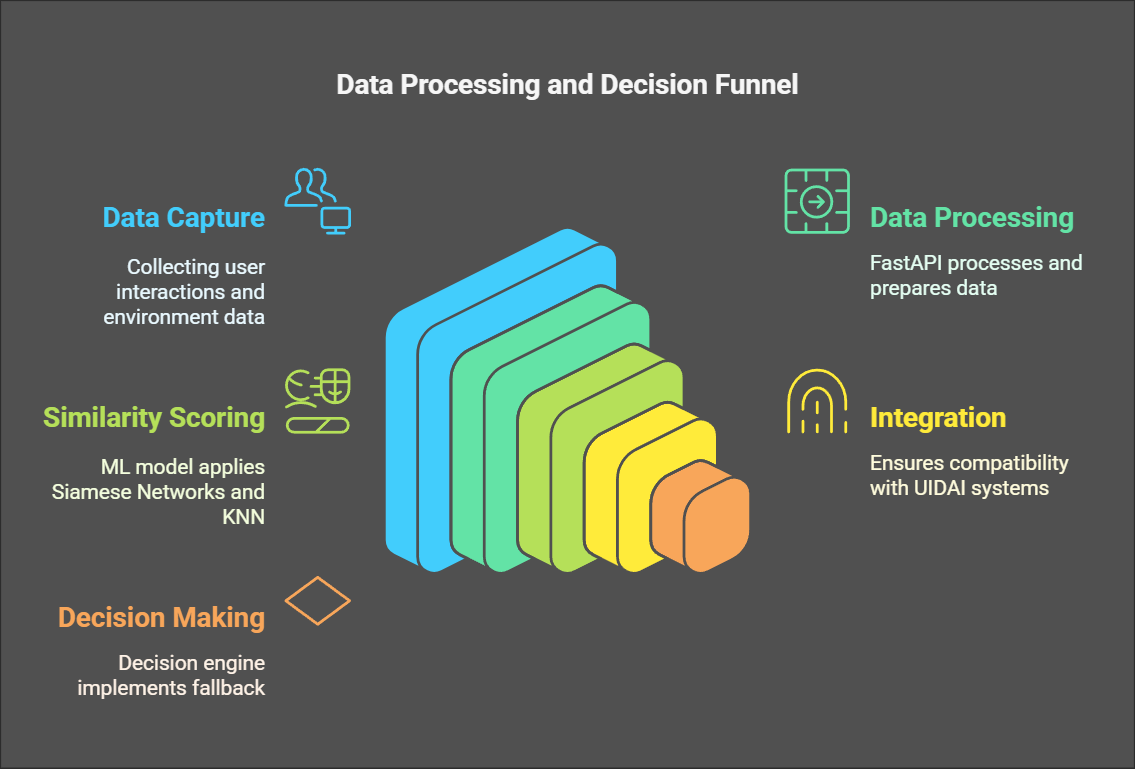 Data Processing and Decision Funnel
Data Capture
Collecting user
interactions and
environment data
Data Processing
FastAPI processes and
prepares data
Similarity Scoring
ML model applies
Siamese Networks and
KNN
Integration
Ensures compatibility
with UIDAI systems
Decision Making
Decision engine
implements fallback